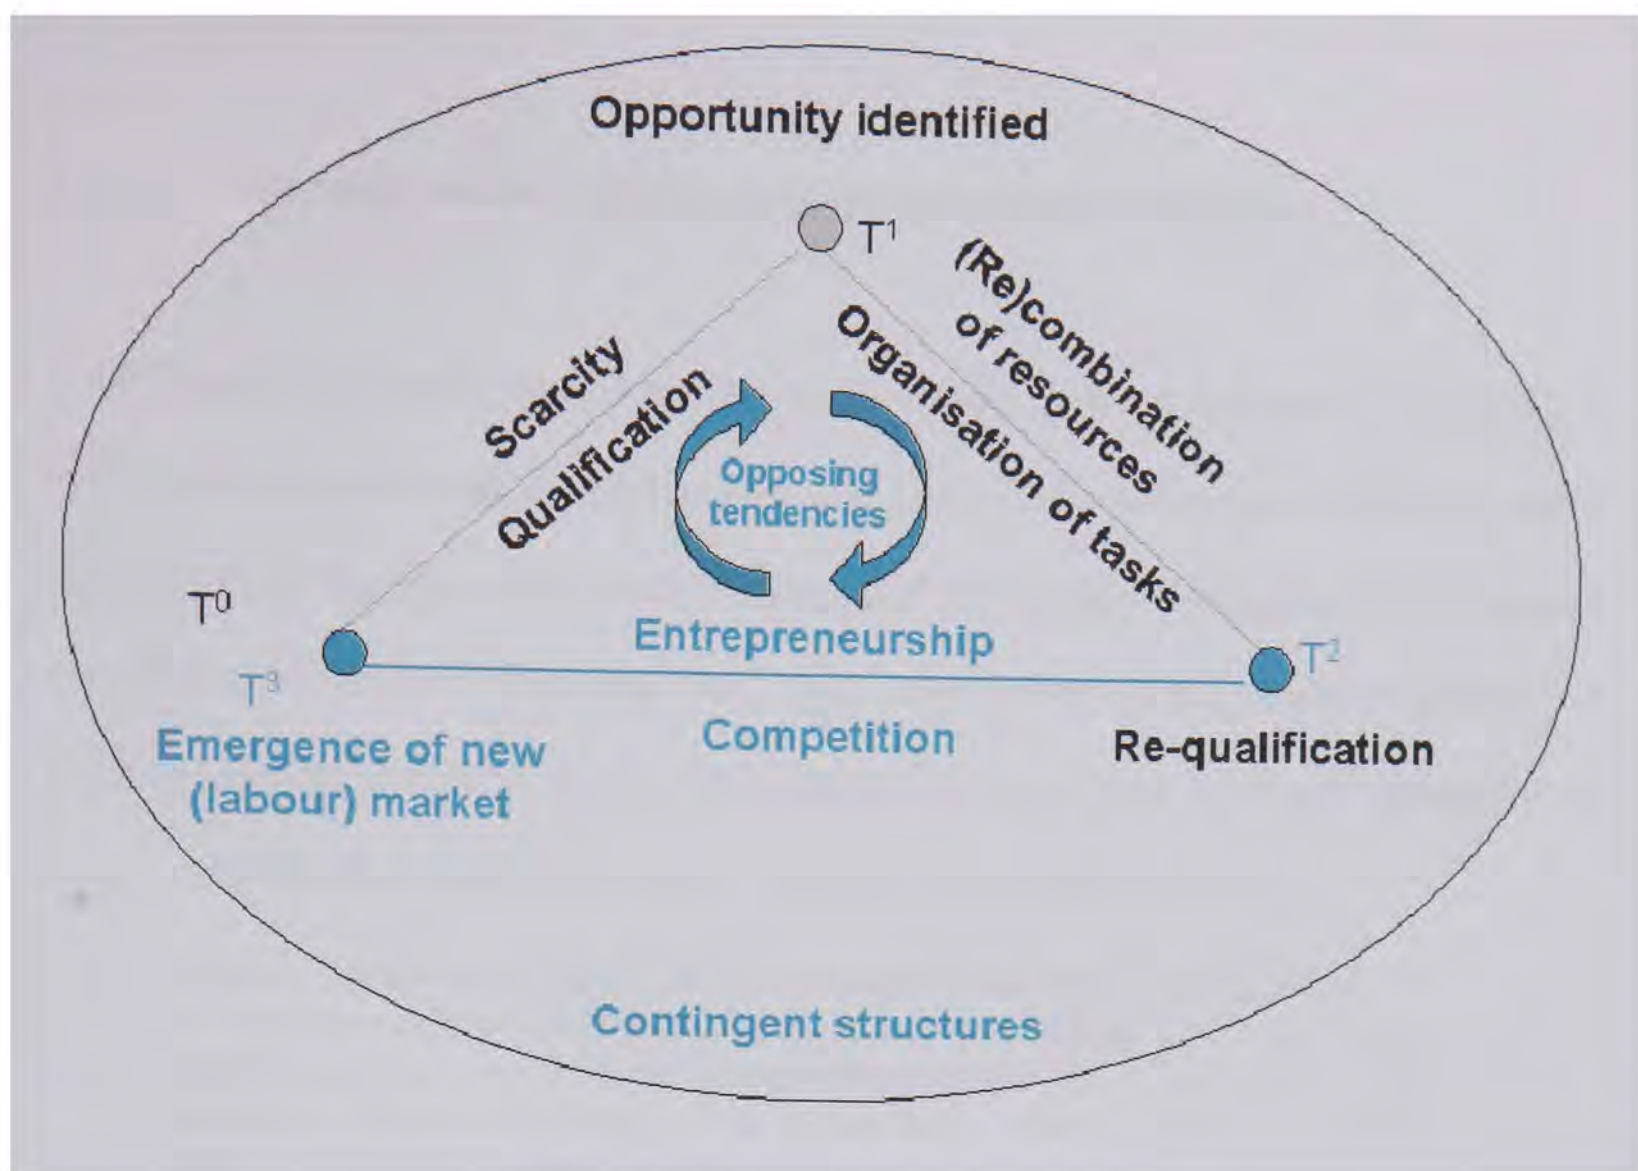 Opportunity identified
T¹
(Re)combination
of resources
Organisation of tasks
Scarcity
Qualification
Opposing
tendencies
T⁰
Entrepreneurship
T²
T³
Emergence of new
(labour) market
Competition
Re-qualification
Contingent structures